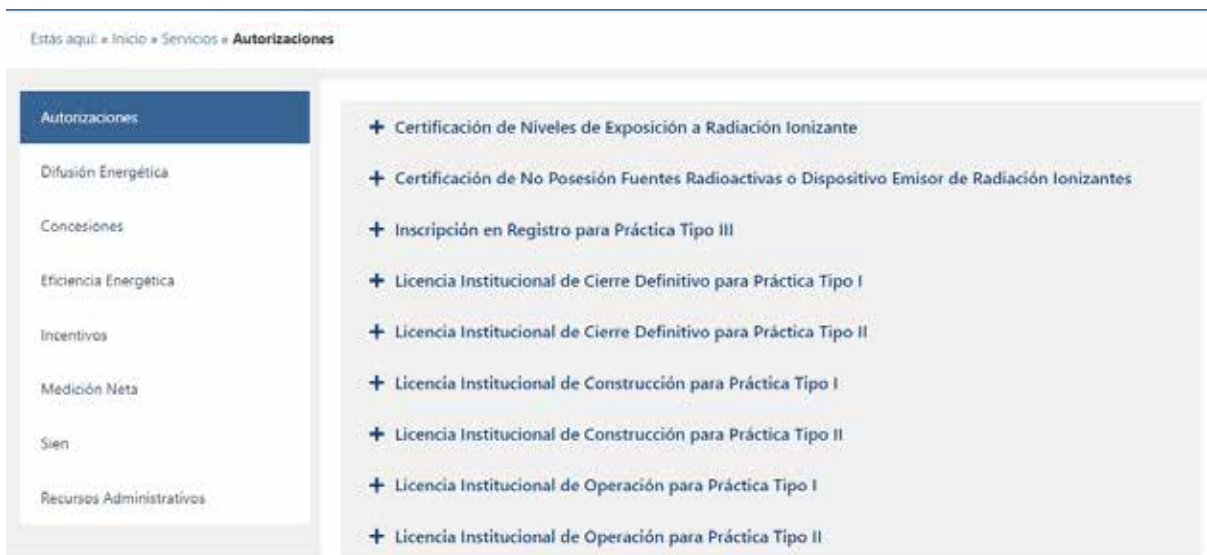 Estás aquí: » Inicio » Servicios » Autorizaciones
Autorizaciones
Difusión Energética
Concesiones
Eficiencia Energética
Incentivos
Medición Neta
Sien
Recursos Administrativos
+ Certificación de Niveles de Exposición a Radiación Ionizante
+ Certificación de No Posesión Fuentes Radioactivas o Dispositivo Emisor de Radiación Ionizantes
+ Inscripción en Registro para Práctica Tipo III
+ Licencia Institucional de Cierre Definitivo para Práctica Tipo I
+ Licencia Institucional de Cierre Definitivo para Práctica Tipo II
+ Licencia Institucional de Construcción para Práctica Tipo I
+ Licencia Institucional de Construcción para Práctica Tipo II
+ Licencia Institucional de Operación para Práctica Tipo I
+ Licencia Institucional de Operación para Práctica Tipo II